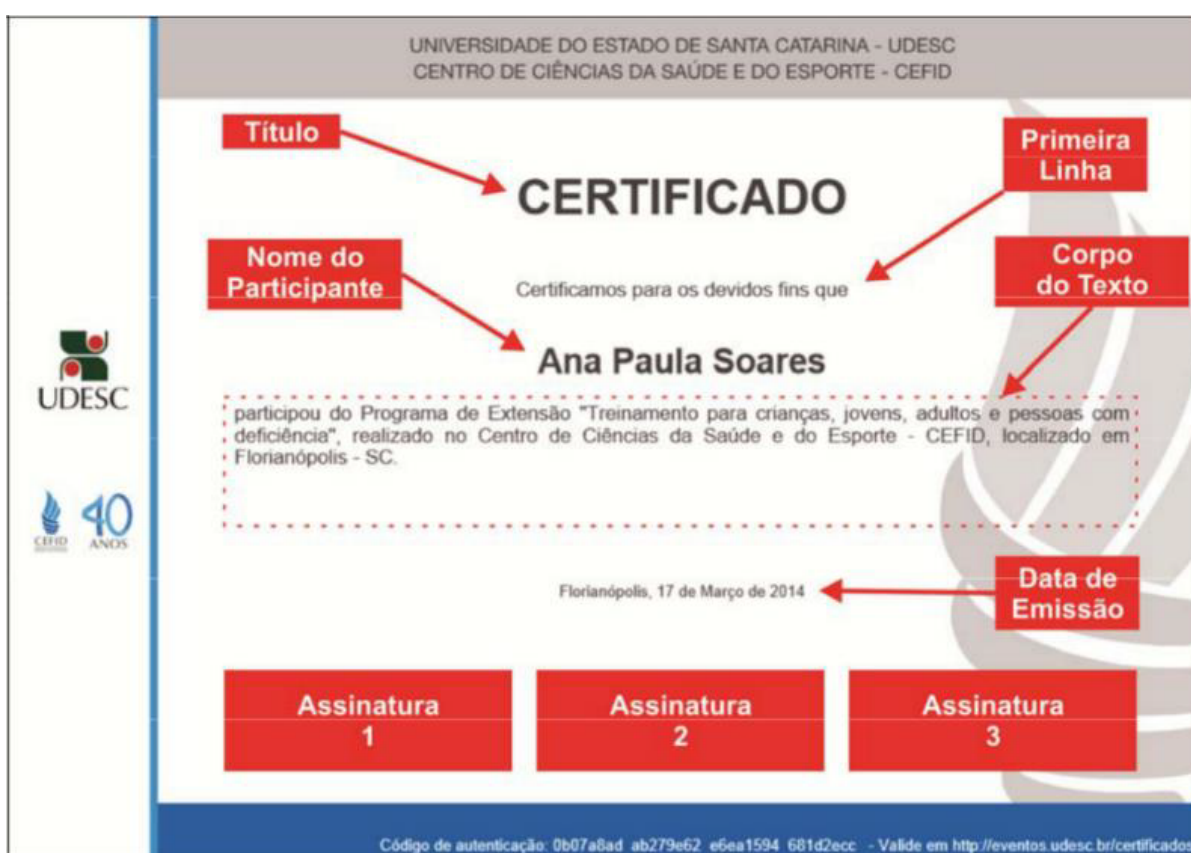 UNIVERSIDADE DO ESTADO DE SANTA CATARINA - UDESC
CENTRO DE CIÊNCIAS DA SAÚDE E DO ESPORTE - CEFID
Título
Primeira
Linha
CERTIFICADO
Nome do
Participante
Corpo
do Texto
Certificamos para os devidos fins que
Ana Paula Soares
UDESC
participou do Programa de Extensão "Treinamento para crianças, jovens, adultos e pessoas com
deficiência", realizado no Centro de Ciências da Saúde e do Esporte - CEFID, localizado em
Florianópolis - SC.
CEFID
40
ANOS
Florianópolis, 17 de Março de 2014
Data de
Emissão
Assinatura
1
Assinatura
2
Assinatura
3
Código de autenticação: 0b07a8ad ab279e62 e6ea1594 681d2ecc - Valide em http://eventos.udesc.br/certificados